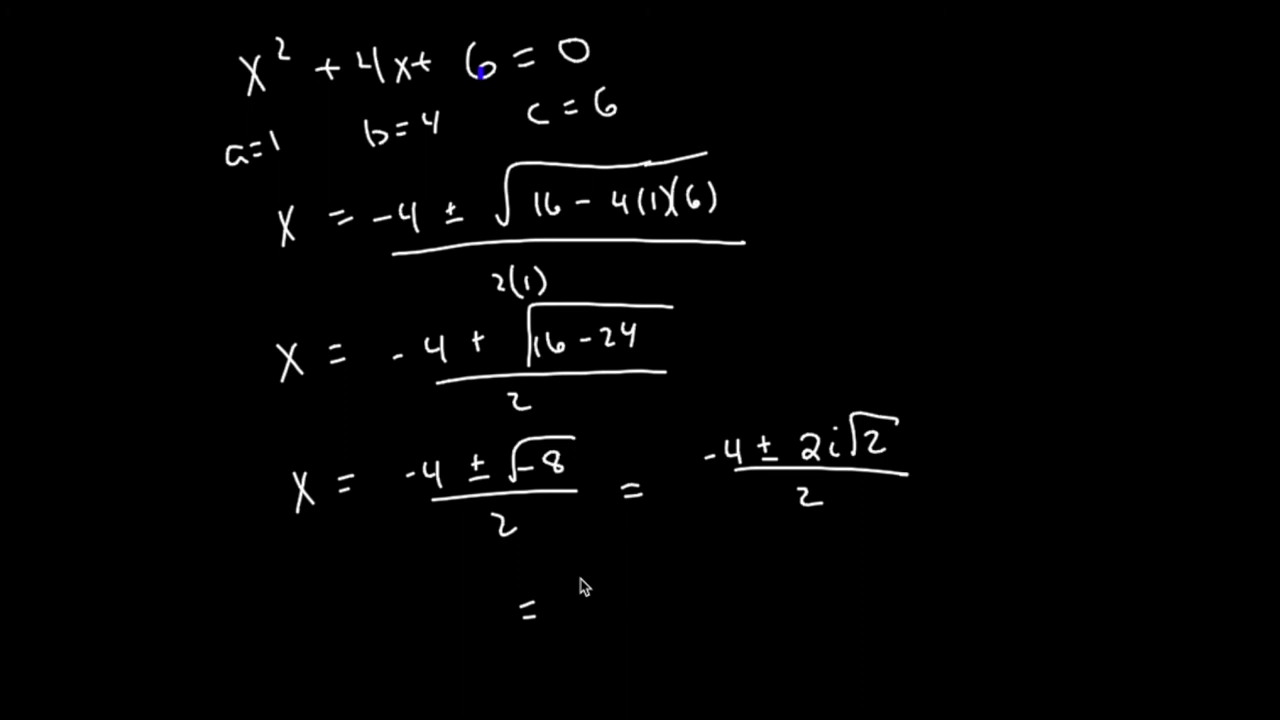 x² + 4x + 6 = 0
a=1 b=4 c=6
x = (-4 ± √(16 - 4(1)(6))) / 2(1)
x = (-4 + √(16-24)) / 2
x = (-4 ± √-8) / 2 = (-4 ± 2i√2) / 2
=